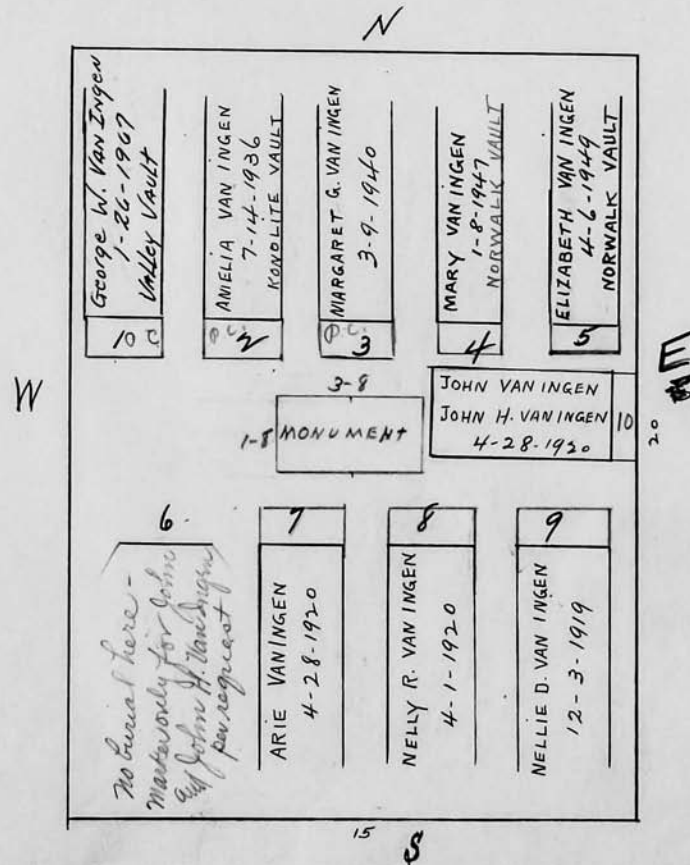 N
George W. Van Ingen
1-26-1967
Valley Vault
10 C
ANIELIA VAN INGEN
7-14-1936
KONOLITE VAULT
P.C. 2
MARGARET G. VAN INGEN
3-9-1940
P.C. 3
MARY VAN INGEN
1-8-1947
NORWALK VAULT
4
ELIZABETH VAN INGEN
4-6-1949
NORWALK VAULT
5
W
E
3-8
1-8 MONUMENT
JOHN VAN INGEN
JOHN H. VAN INGEN
4-28-1920
10
20
6
No burial here -
Marker only for John
and John H. Van Ingen
per request
7
ARIE VAN INGEN
4-28-1920
8
NELLY R. VAN INGEN
4-1-1920
9
NELLIE D. VAN INGEN
12-3-1919
15
S